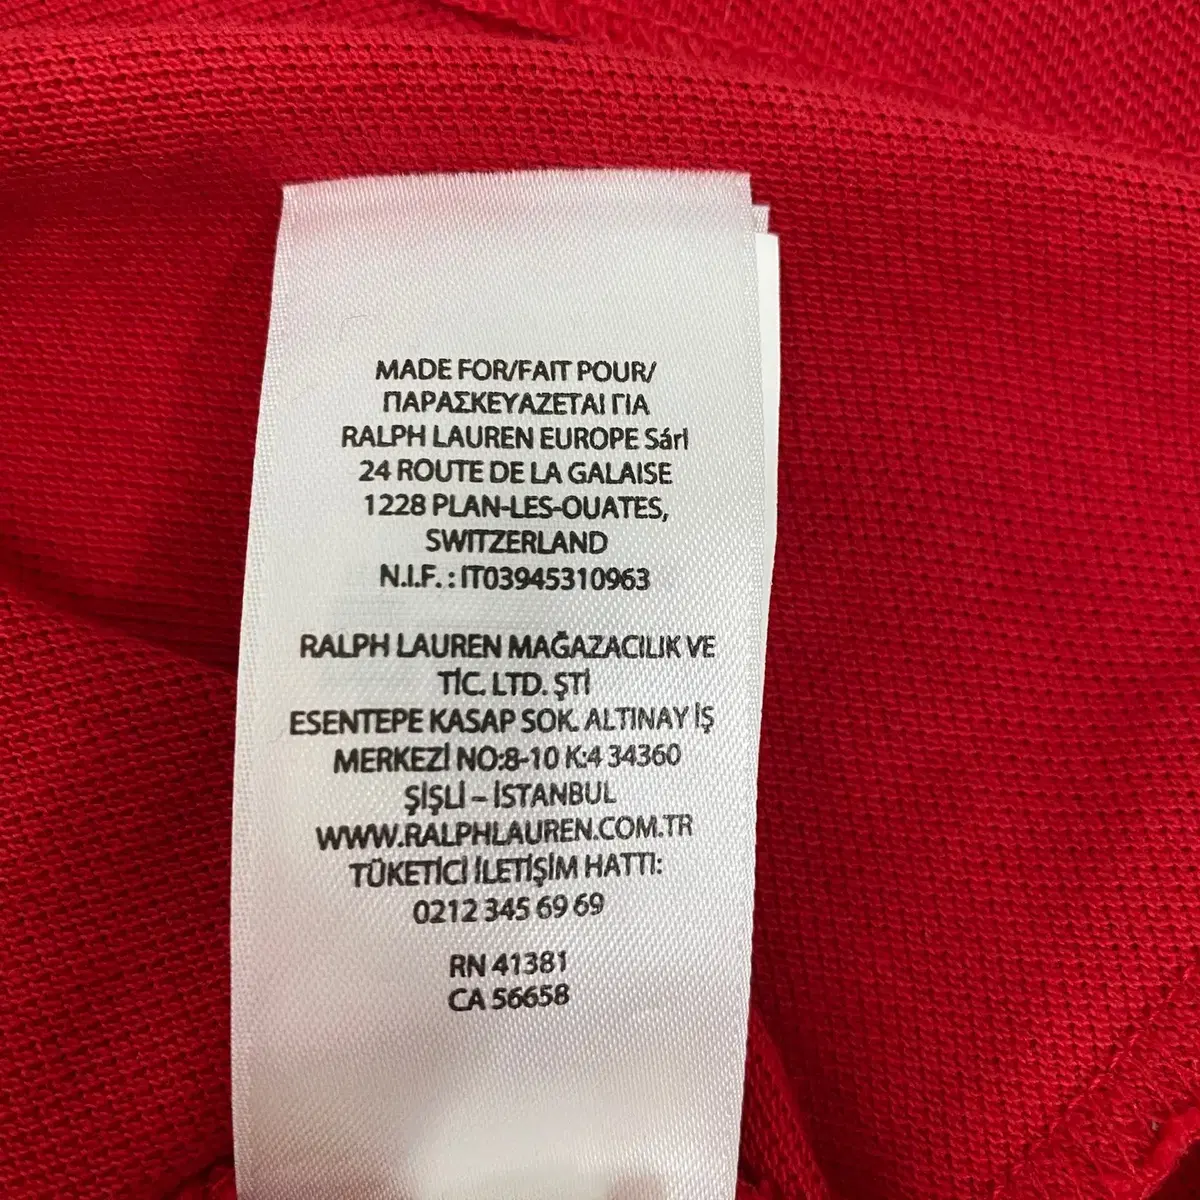 MADE FOR/FAIT POUR/
ΠΑΡΑΣΚΕΥΑΖΕΤΑΙ ΓΙΑ
RALPH LAUREN EUROPE Sárl
24 ROUTE DE LA GALAISE
1228 PLAN-LES-OUATES,
SWITZERLAND
N.I.F. : IT03945310963
RALPH LAUREN MAĞAZACILIK VE
TİC. LTD. ŞTİ
ESENTEPE KASAP SOK. ALTINAY İŞ
MERKEZİ NO:8-10 K:4 34360
ŞİŞLİ – İSTANBUL
WWW.RALPHLAUREN.COM.TR
TÜKETİCİ İLETİŞİM HATTI:
0212 345 69 69
RN 41381
CA 56658